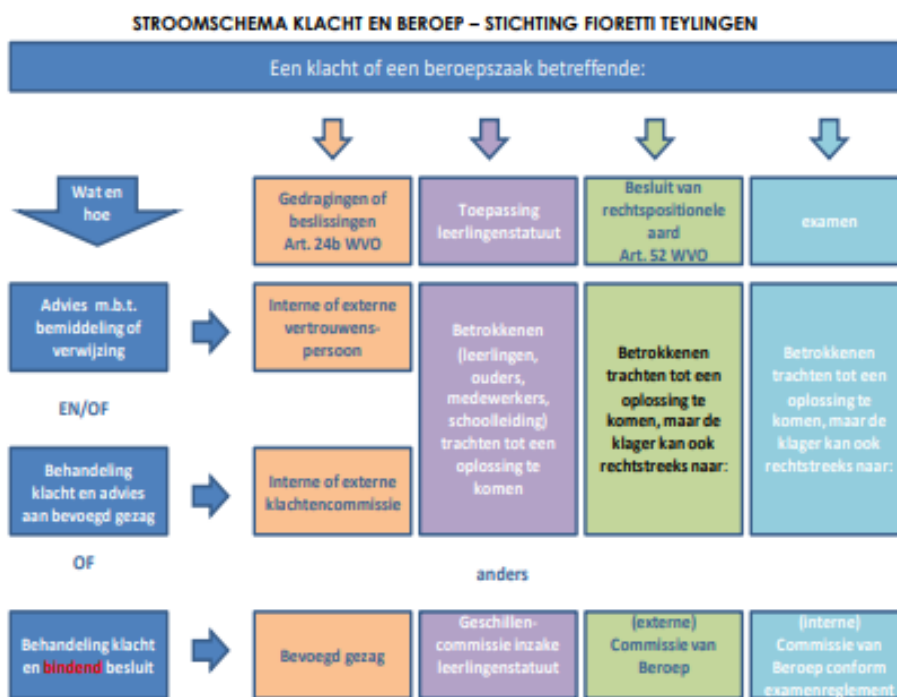 STROOMSCHEMA KLACHT EN BEROEP – STICHTING FIORETTI TEYLINGEN
Een klacht of een beroepszaak betreffende:
Wat en
hoe
Gedragingen of
beslissingen
Art. 24b WVO
Toepassing
leerlingenstatuut
Besluit van
rechtspositionele
aard
Art. 52 WVO
examen
Advies m.b.t.
bemiddeling of
verwijzing
Interne of externe
vertrouwens-
persoon
Betrokkenen
(leerlingen,
ouders,
medewerkers,
schoolleiding)
trachten tot een
oplossing te
komen
Betrokkenen
trachten tot een
oplossing te
komen, maar de
klager kan ook
rechtstreeks naar:
Betrokkenen
trachten tot een
oplossing te
komen, maar de
klager kan ook
rechtstreeks naar:
EN/OF
Behandeling
klacht en advies
aan bevoegd gezag
Interne of externe
klachtencommissie
OF
anders
Behandeling klacht
en bindend besluit
Bevoegd gezag
Geschillen-
commissie inzake
leerlingenstatuut
(externe)
Commissie van
Beroep
(interne)
Commissie van
Beroep conform
examenreglement